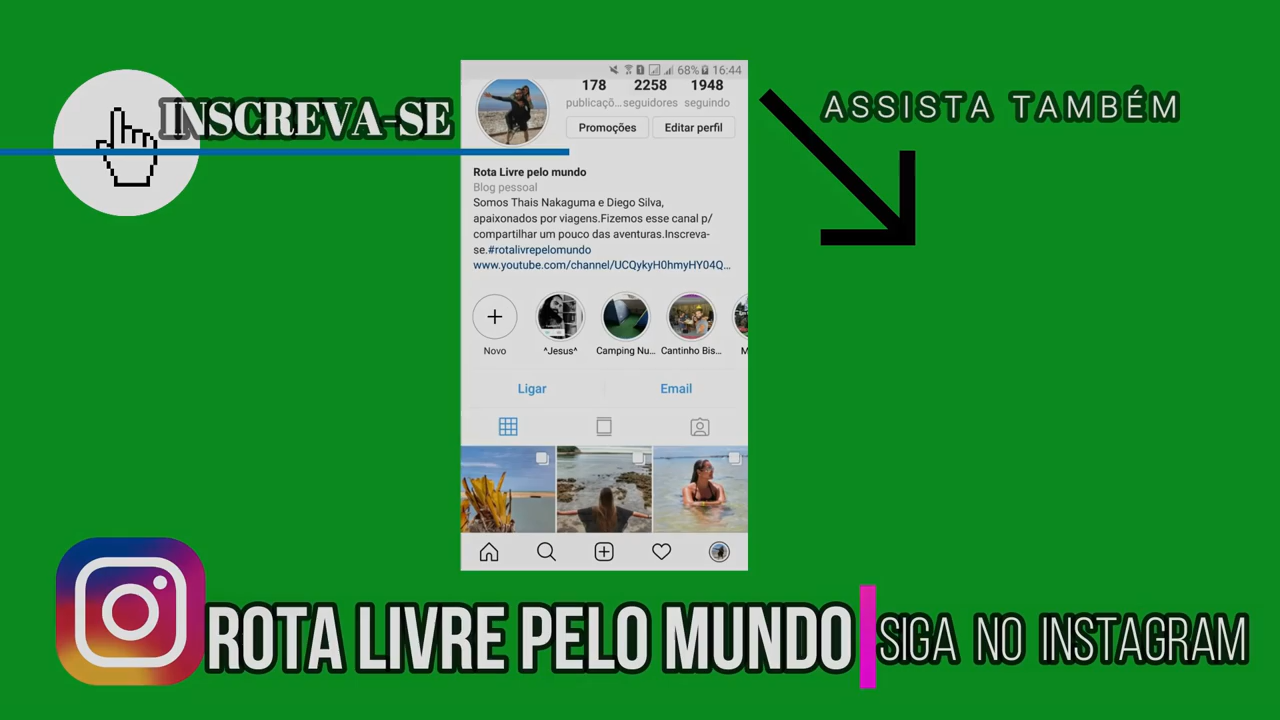 INSCREVA-SE
68% 16:44
178 2258 1948
publicaçõ... seguidores seguindo
Promoções Editar perfil
Rota Livre pelo mundo
Blog pessoal
Somos Thais Nakaguma e Diego Silva,
apaixonados por viagens.Fizemos esse canal p/
compartilhar um pouco das aventuras.Inscreva-
se.#rotalivrepelomundo
www.youtube.com/channel/UCQykyH0hmyHY04Q...
Novo ^Jesus^ Camping Nu... Cantinho Bis... M
Ligar Email
ASSISTA TAMBÉM
ROTA LIVRE PELO MUNDO
SIGA NO INSTAGRAM